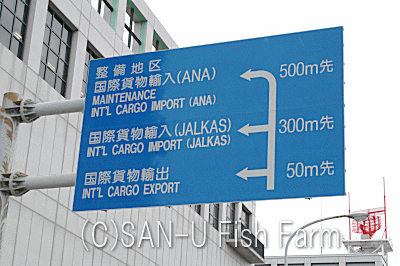 整備地区
国際貨物輸入(ANA) 500m先
MAINTENANCE
INT'L CARGO IMPORT (ANA)
国際貨物輸入(JALKAS) 300m先
INT'L CARGO IMPORT (JALKAS)
国際貨物輸出 50m先
INT'L CARGO EXPORT
(C)SAN-U Fish Farm